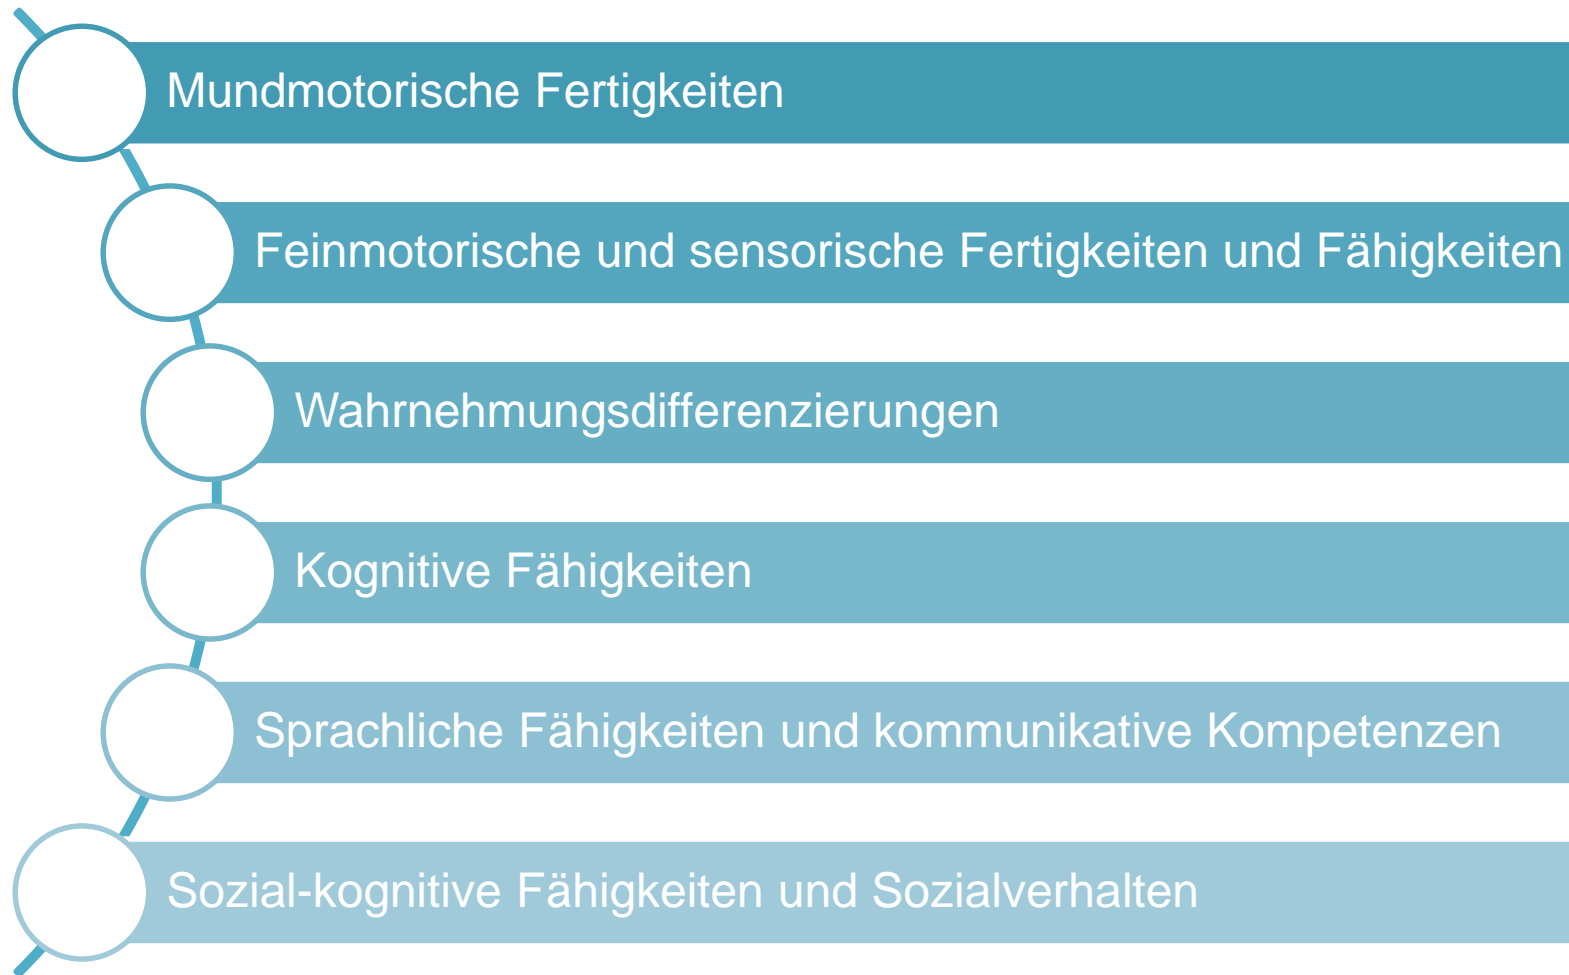 Mundmotorische Fertigkeiten
Feinmotorische und sensorische Fertigkeiten und Fähigkeiten
Wahrnehmungsdifferenzierungen
Kognitive Fähigkeiten
Sprachliche Fähigkeiten und kommunikative Kompetenzen
Sozial-kognitive Fähigkeiten und Sozialverhalten